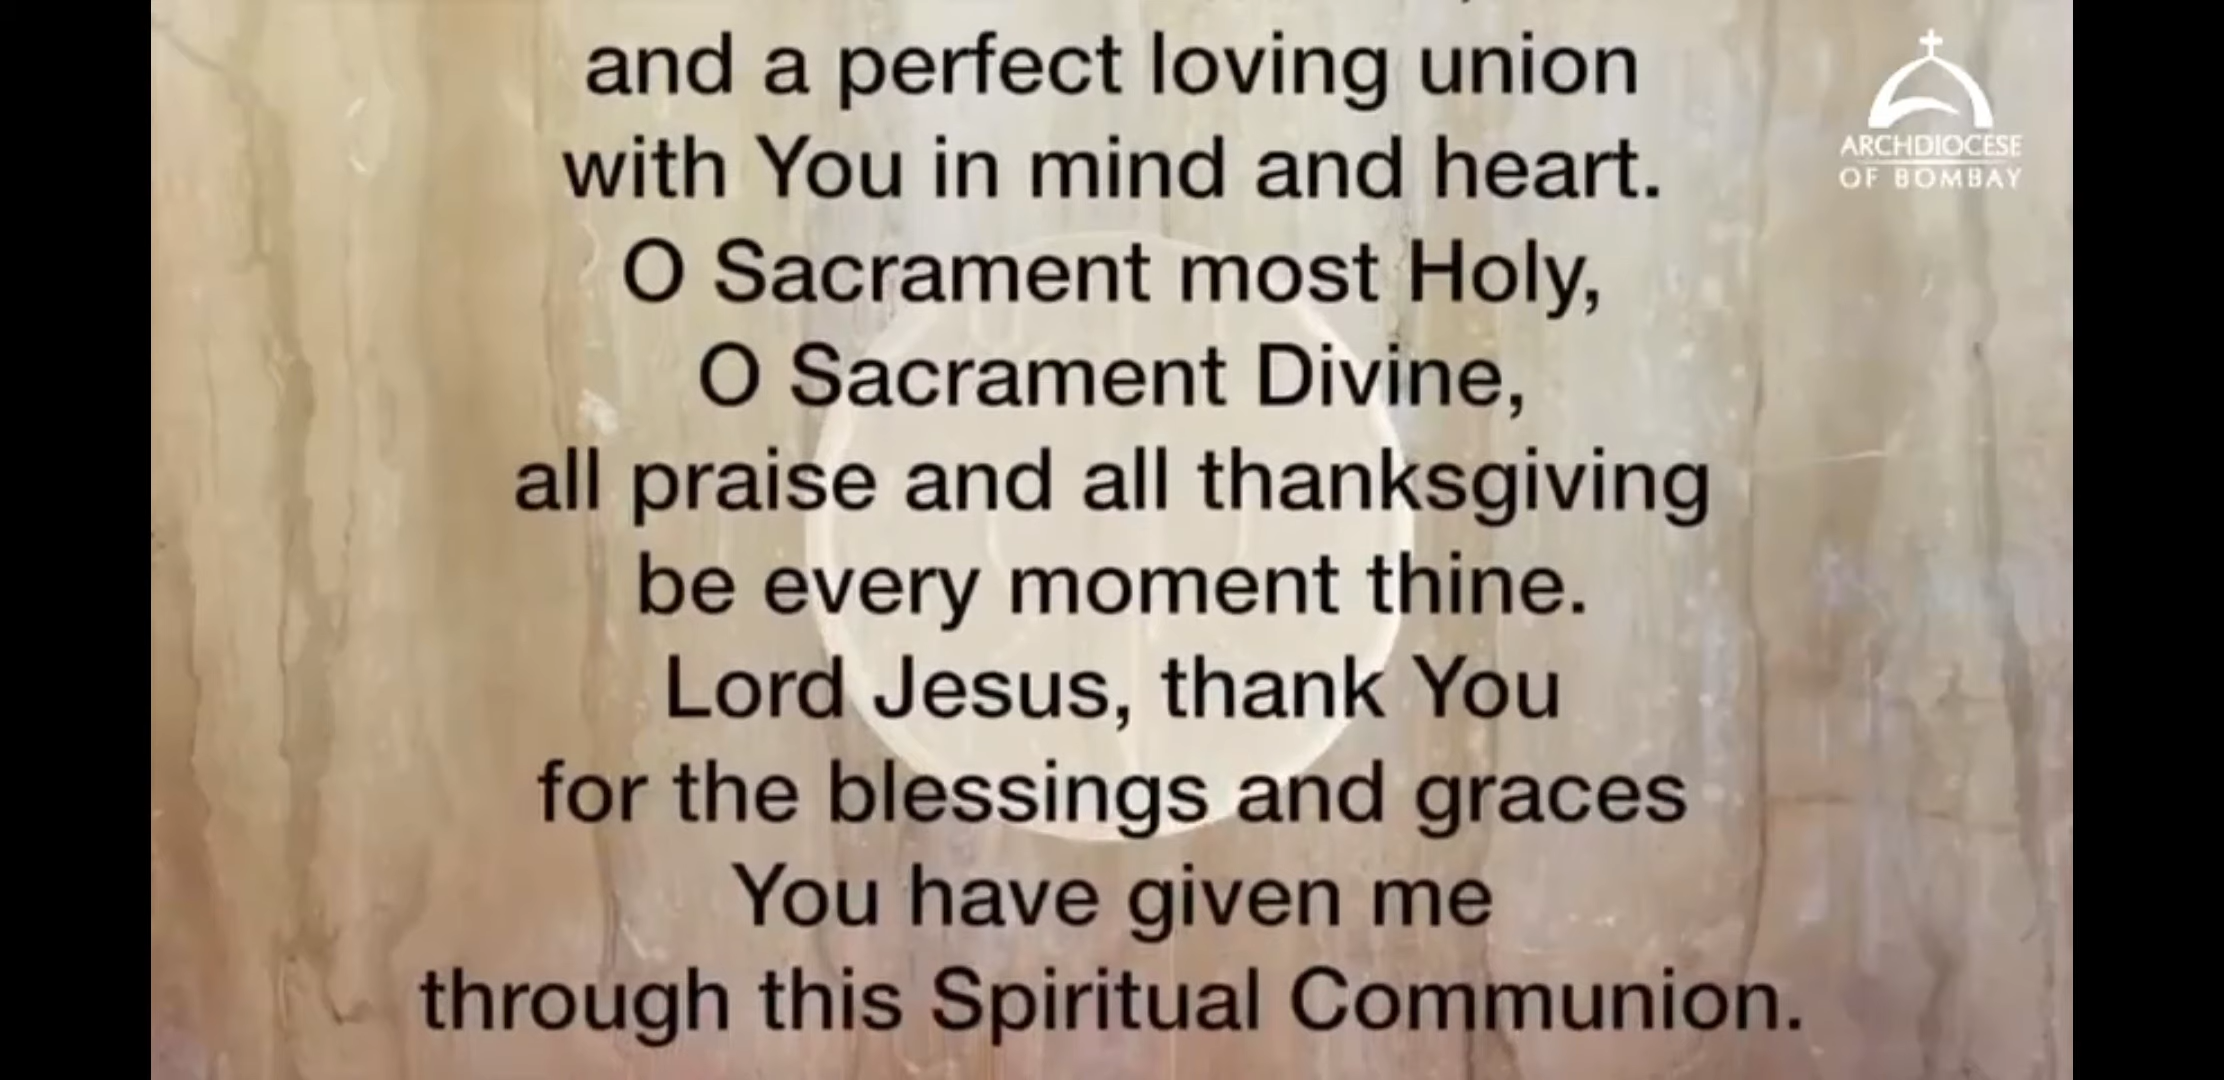 and a perfect loving union
with You in mind and heart.
O Sacrament most Holy,
O Sacrament Divine,
all praise and all thanksgiving
be every moment thine.
Lord Jesus, thank You
for the blessings and graces
You have given me
through this Spiritual Communion.
ARCHDIOCESE
OF BOMBAY